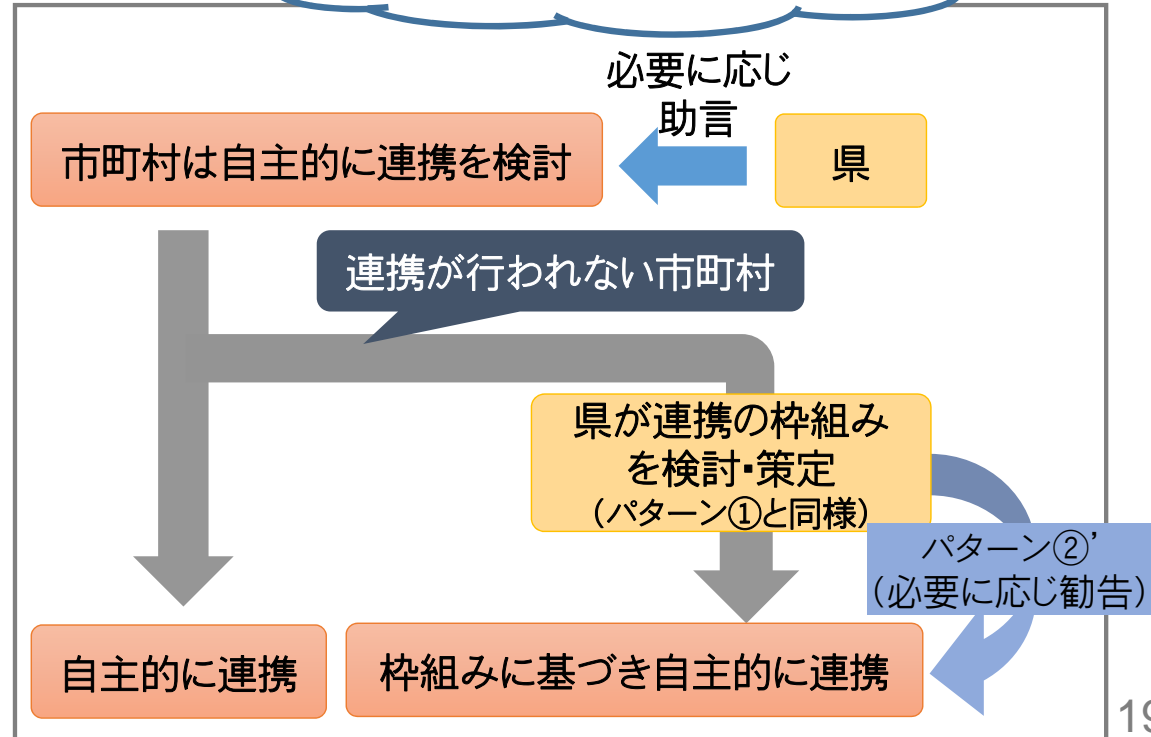 必要に応じ
助言
市町村は自主的に連携を検討
県
連携が行われない市町村
県が連携の枠組み
を検討・策定
（パターン①と同様）
パターン②’
（必要に応じ勧告）
自主的に連携
枠組みに基づき自主的に連携
19